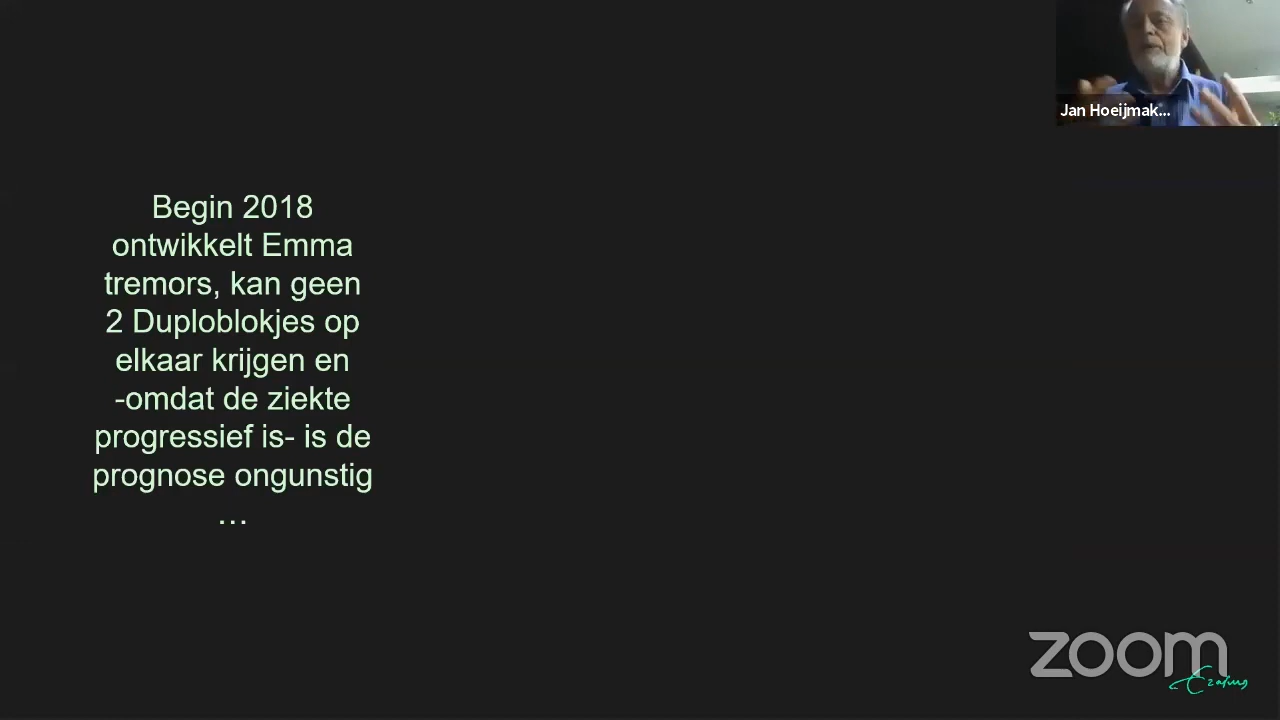 Jan Hoeijmak...
Begin 2018
ontwikkelt Emma
tremors, kan geen
2 Duploblokjes op
elkaar krijgen en
-omdat de ziekte
progressief is- is de
prognose ongunstig
...
zoom
Erasmus